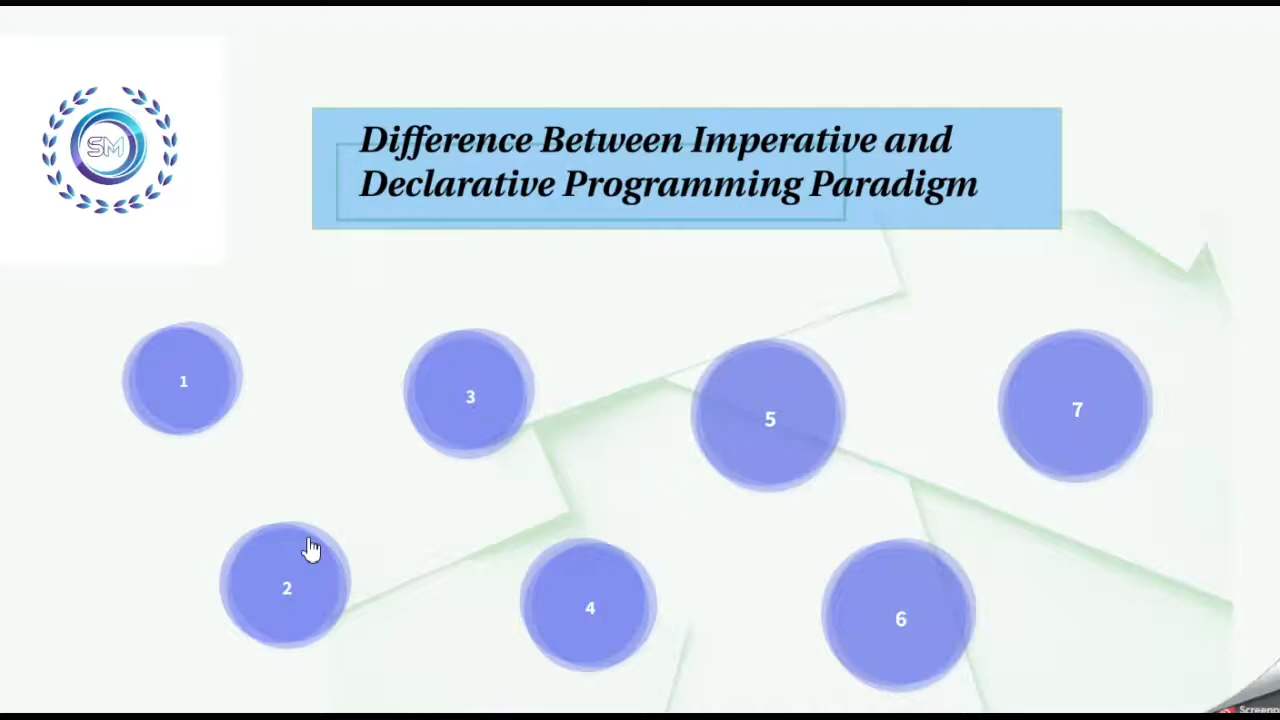 SM
Difference Between Imperative and
Declarative Programming Paradigm
1
3
5
7
2
4
6